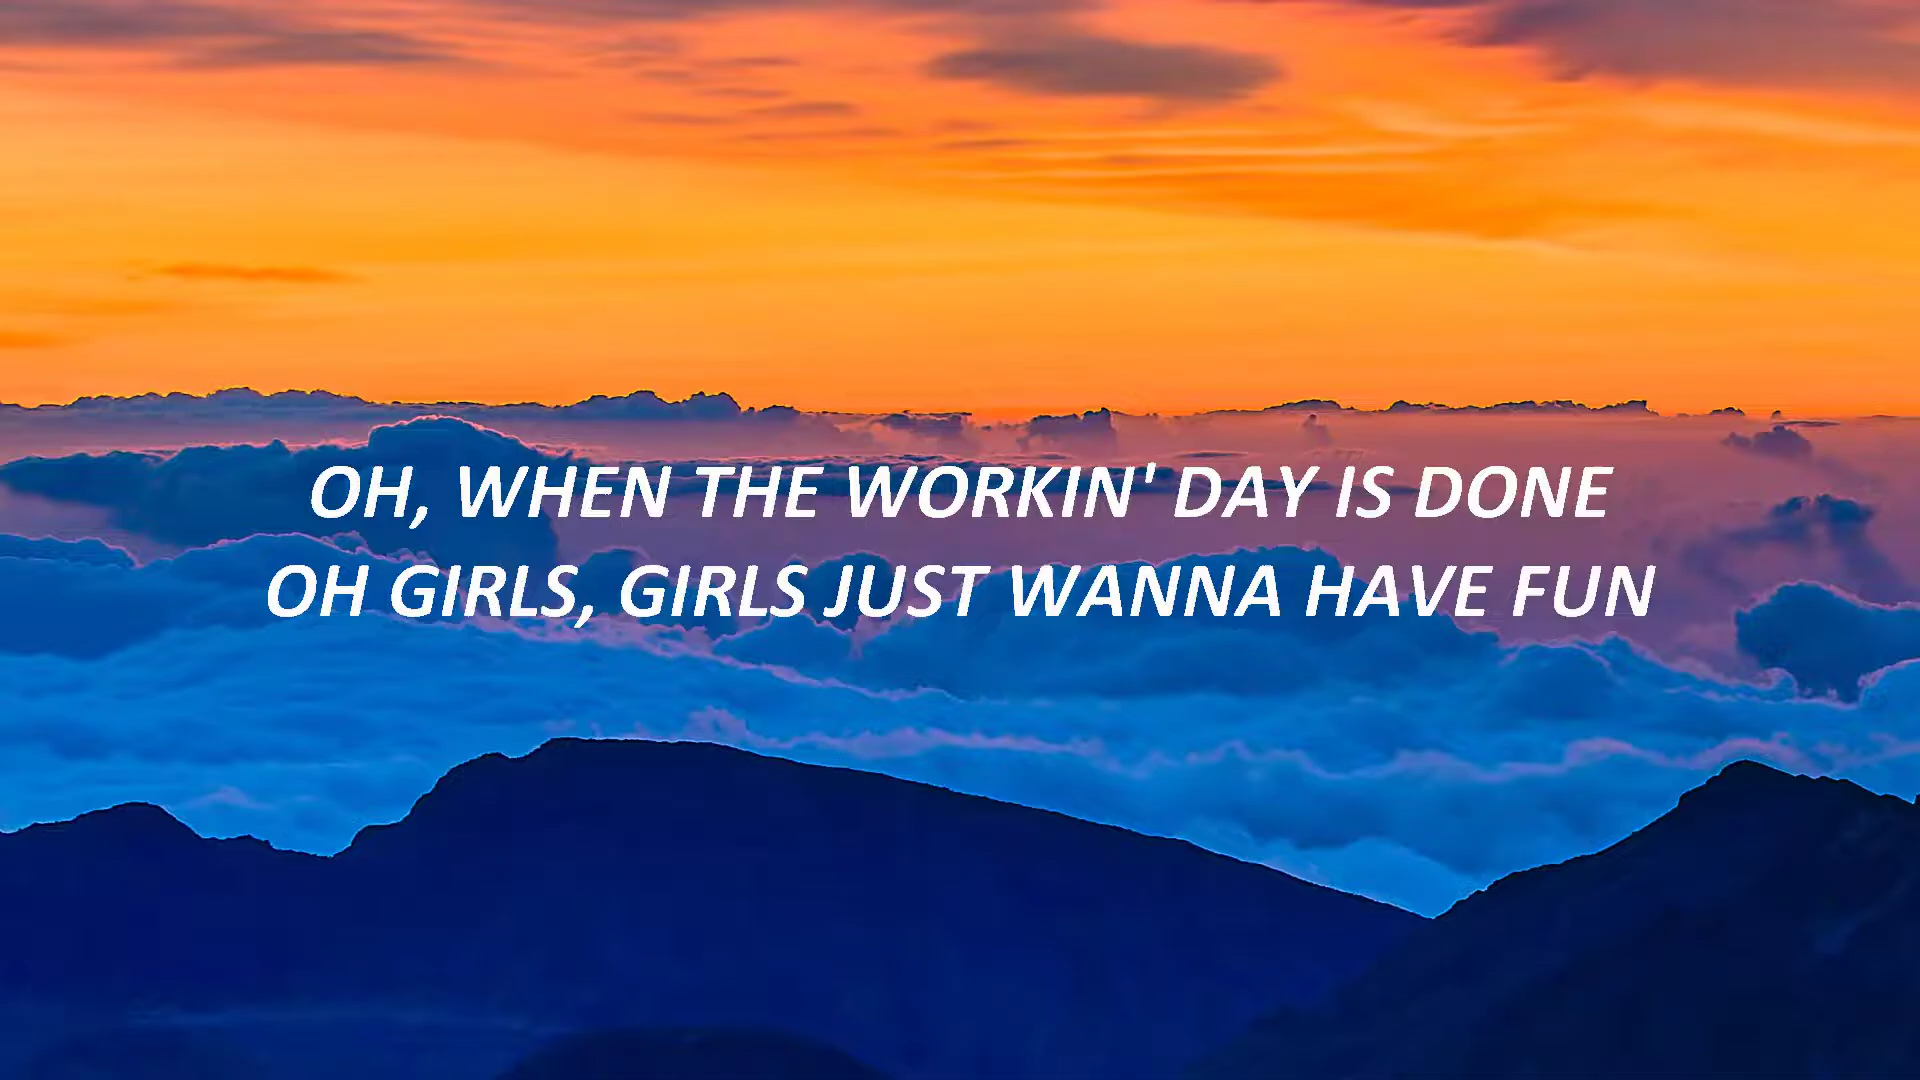 OH, WHEN THE WORKIN' DAY IS DONE
OH GIRLS, GIRLS JUST WANNA HAVE FUN